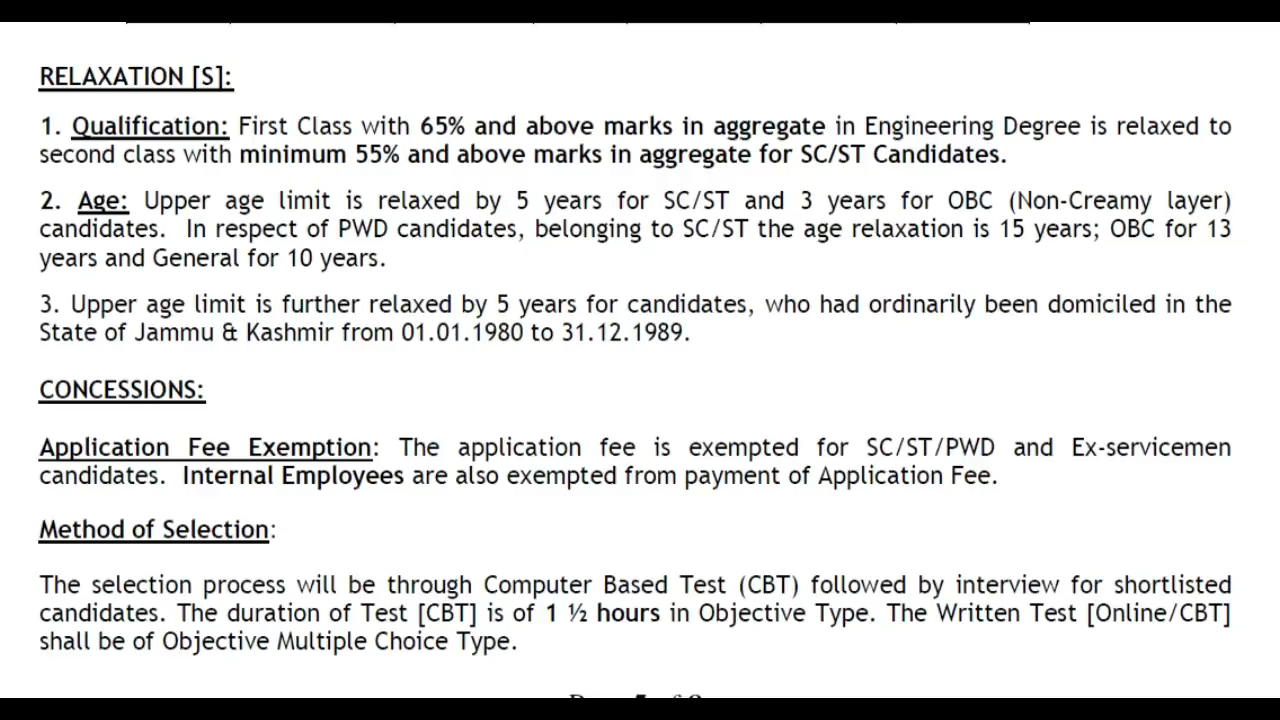 RELAXATION [S]:
1. Qualification: First Class with 65% and above marks in aggregate in Engineering Degree is relaxed to
second class with minimum 55% and above marks in aggregate for SC/ST Candidates.
2. Age: Upper age limit is relaxed by 5 years for SC/ST and 3 years for OBC (Non-Creamy layer)
candidates. In respect of PWD candidates, belonging to SC/ST the age relaxation is 15 years; OBC for 13
years and General for 10 years.
3. Upper age limit is further relaxed by 5 years for candidates, who had ordinarily been domiciled in the
State of Jammu & Kashmir from 01.01.1980 to 31.12.1989.
CONCESSIONS:
Application Fee Exemption: The application fee is exempted for SC/ST/PWD and Ex-servicemen
candidates. Internal Employees are also exempted from payment of Application Fee.
Method of Selection:
The selection process will be through Computer Based Test (CBT) followed by interview for shortlisted
candidates. The duration of Test [CBT] is of 1 ½ hours in Objective Type. The Written Test [Online/CBT]
shall be of Objective Multiple Choice Type.